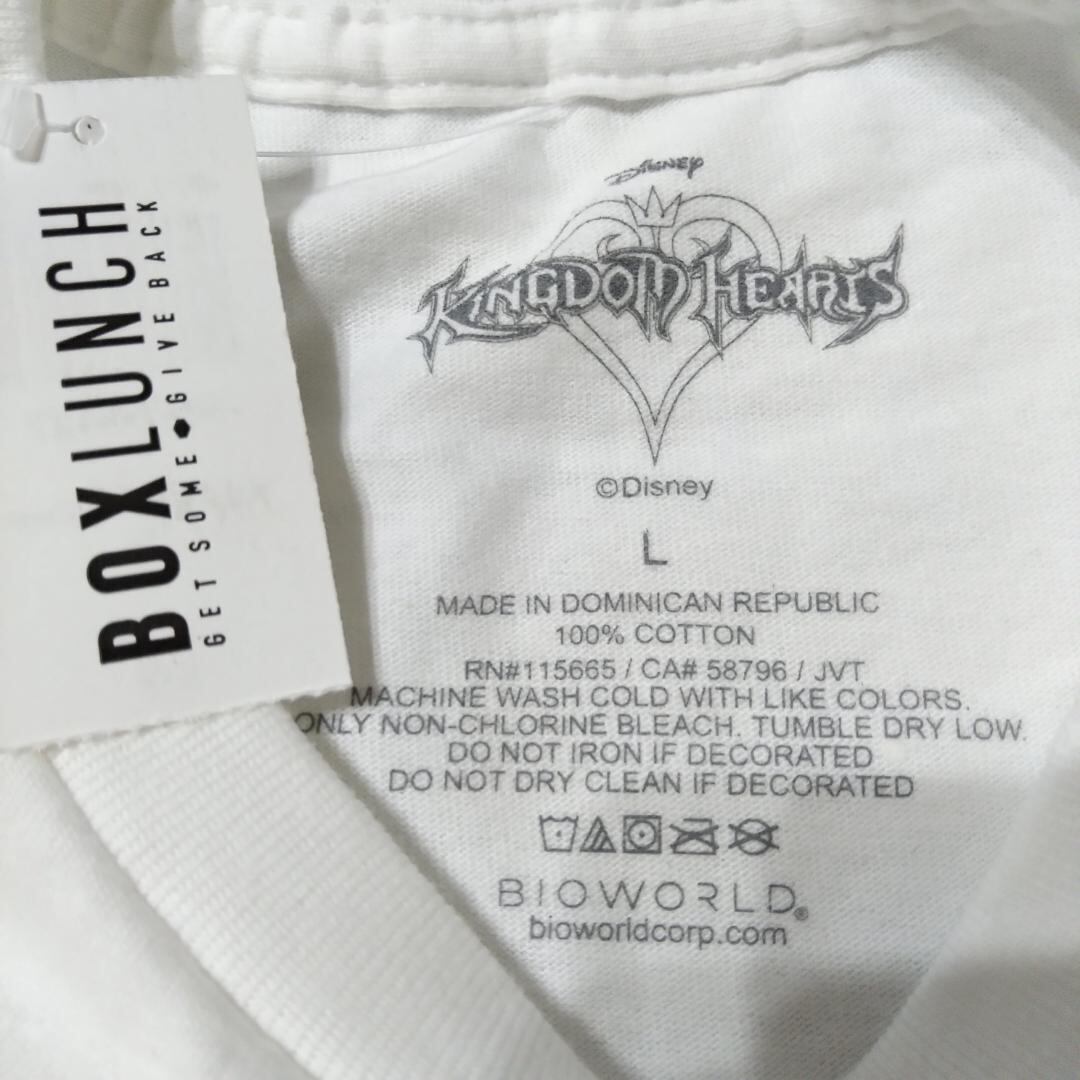 BOXLUNCH
GET SOME GIVE BACK
Disney
KINGDOM HEARTS
©Disney
L
MADE IN DOMINICAN REPUBLIC
100% COTTON
RN#115665 / CA# 58796 / JVT
MACHINE WASH COLD WITH LIKE COLORS.
ONLY NON-CHLORINE BLEACH. TUMBLE DRY LOW.
DO NOT IRON IF DECORATED
DO NOT DRY CLEAN IF DECORATED
BIOWORLD®
bioworldcorp.com